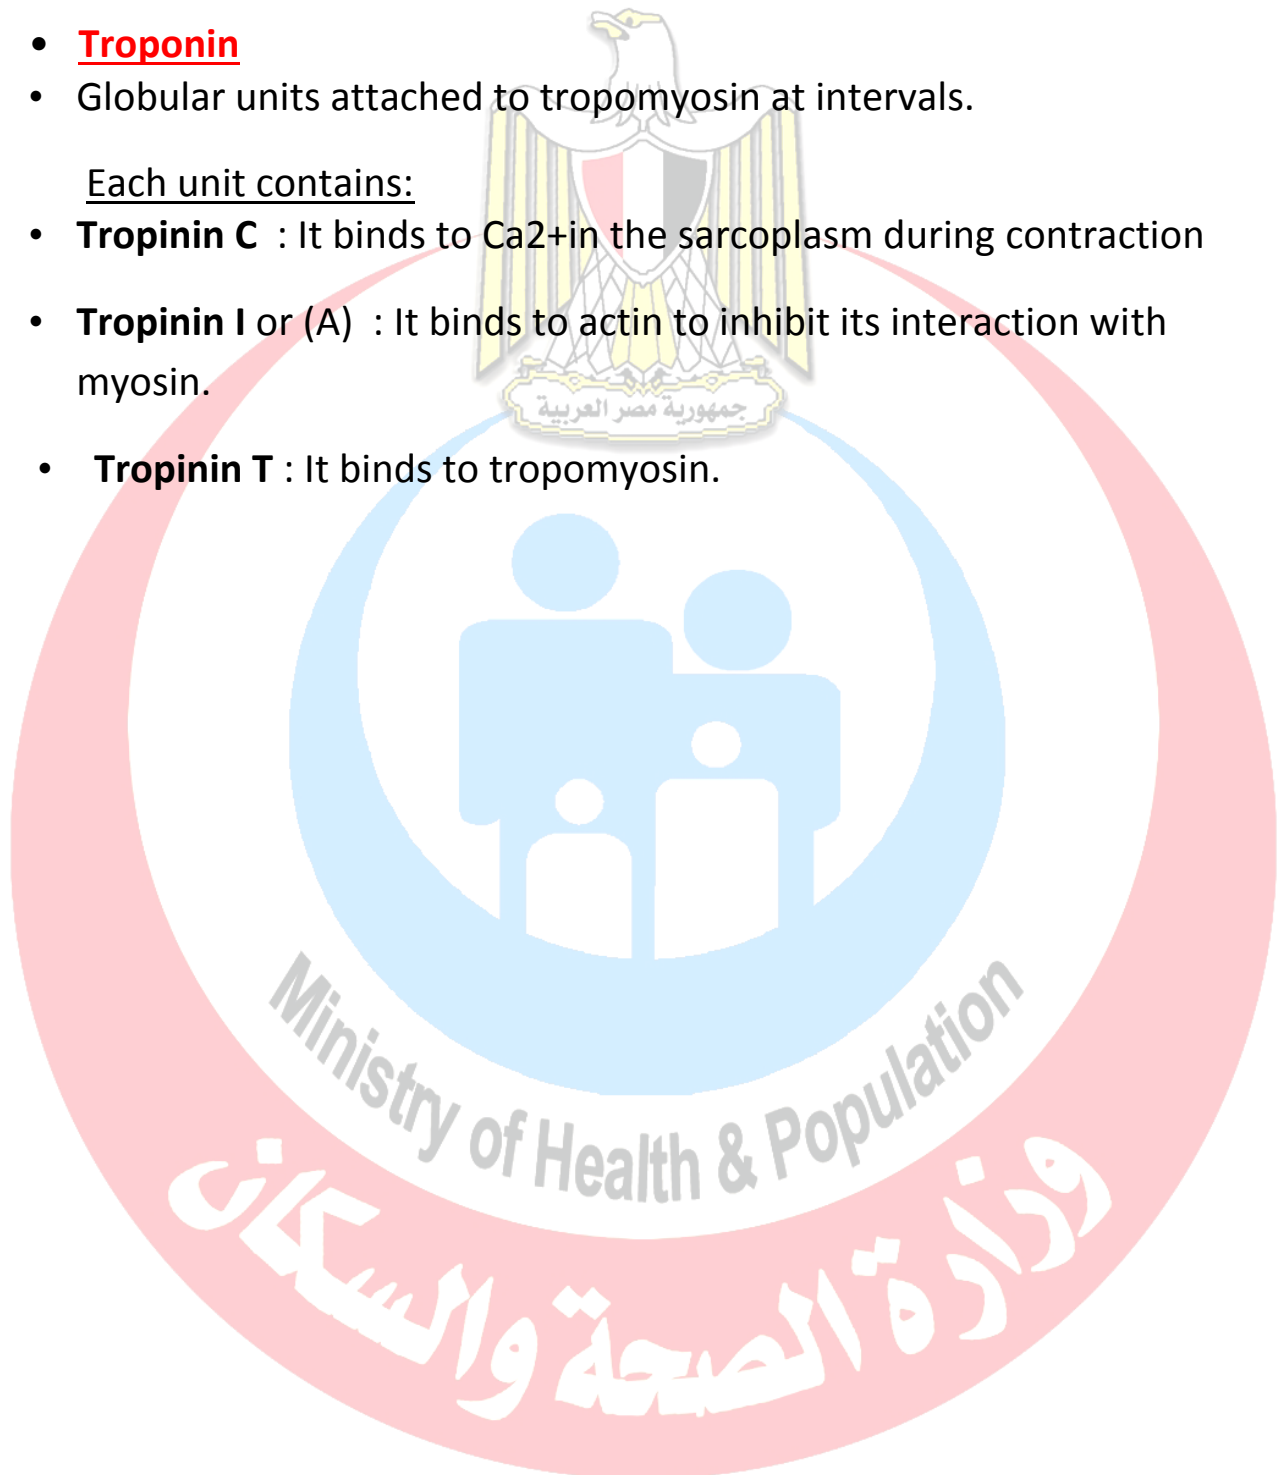 • Troponin
• Globular units attached to tropomyosin at intervals.
Each unit contains:
• Tropinin C : It binds to Ca2+in the sarcoplasm during contraction
• Tropinin I or (A) : It binds to actin to inhibit its interaction with
myosin.
جمهورية مصر العربية
• Tropinin T : It binds to tropomyosin.
Ministry of Health & Population
وزارة الصحة والسكان